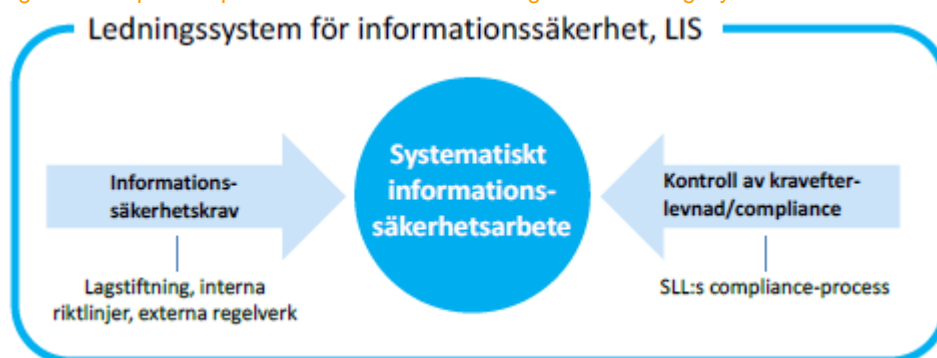 Ledningssystem för informationssäkerhet, LIS
Systematiskt
informations-
säkerhetsarbete
Informations-
säkerhetskrav
Kontroll av kravefter-
levnad/compliance
Lagstiftning, interna
riktlinjer, externa regelverk
SLL:s compliance-process